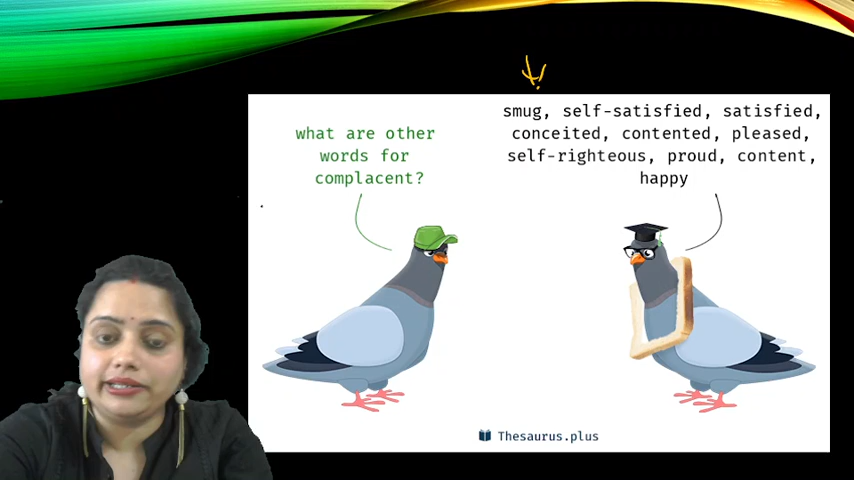 what are other
words for
complacent?
smug, self-satisfied, satisfied,
conceited, contented, pleased,
self-righteous, proud, content,
happy
Thesaurus.plus